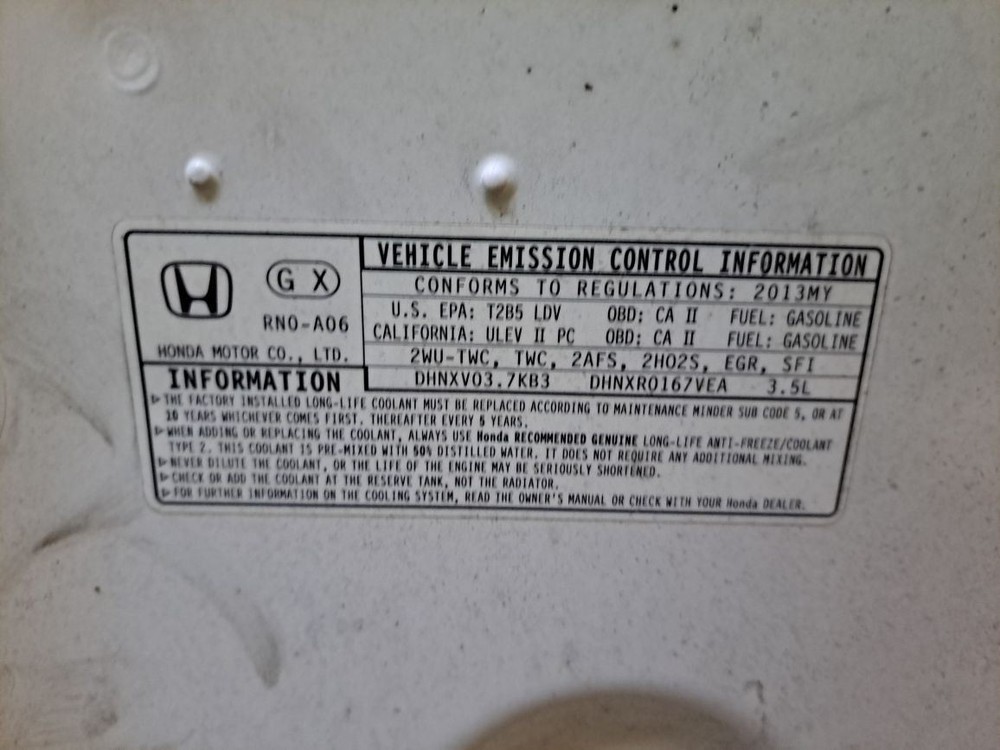 G X
RN0-A06
HONDA MOTOR CO., LTD.
VEHICLE EMISSION CONTROL INFORMATION
CONFORMS TO REGULATIONS: 2013MY
U.S. EPA: T2B5 LDV OBD: CA II FUEL: GASOLINE
CALIFORNIA: ULEV II PC OBD: CA II FUEL: GASOLINE
2WU-TWC, TWC, 2AFS, 2HO2S, EGR, SFI
DHNXV03.7KB3 DHNXR0167VEA 3.5L
INFORMATION
▷THE FACTORY INSTALLED LONG-LIFE COOLANT MUST BE REPLACED ACCORDING TO MAINTENANCE MINDER SUB CODE 5, OR AT
10 YEARS WHICHEVER COMES FIRST. THEREAFTER EVERY 5 YEARS.
▷WHEN ADDING OR REPLACING THE COOLANT, ALWAYS USE Honda RECOMMENDED GENUINE LONG-LIFE ANTI-FREEZE/COOLANT
TYPE 2. THIS COOLANT IS PRE-MIXED WITH 50% DISTILLED WATER. IT DOES NOT REQUIRE ANY ADDITIONAL MIXING.
▷NEVER DILUTE THE COOLANT, OR THE LIFE OF THE ENGINE MAY BE SERIOUSLY SHORTENED.
▷CHECK OR ADD THE COOLANT AT THE RESERVE TANK, NOT THE RADIATOR.
▷FOR FURTHER INFORMATION ON THE COOLING SYSTEM, READ THE OWNER'S MANUAL OR CHECK WITH YOUR Honda DEALER.